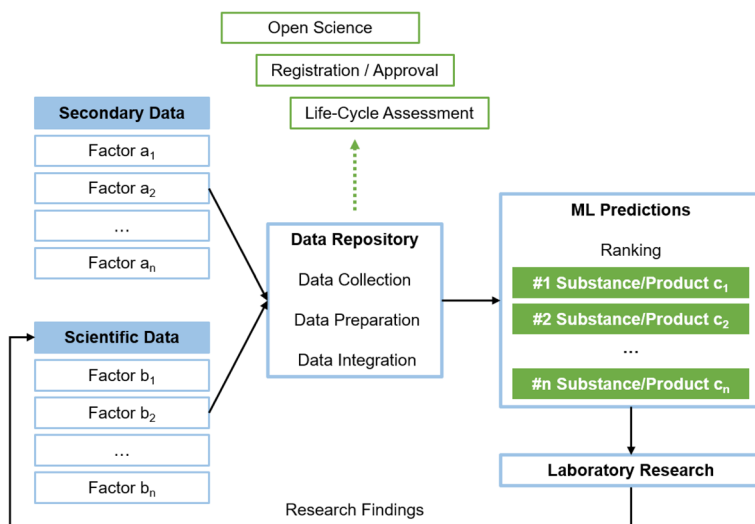 Open Science
Registration / Approval
Life-Cycle Assessment
Secondary Data
Factor a₁
Factor a₂
...
Factor aₙ
Scientific Data
Factor b₁
Factor b₂
...
Factor bₙ
Data Repository
Data Collection
Data Preparation
Data Integration
ML Predictions
Ranking
#1 Substance/Product c₁
#2 Substance/Product c₂
...
#n Substance/Product cₙ
Laboratory Research
Research Findings